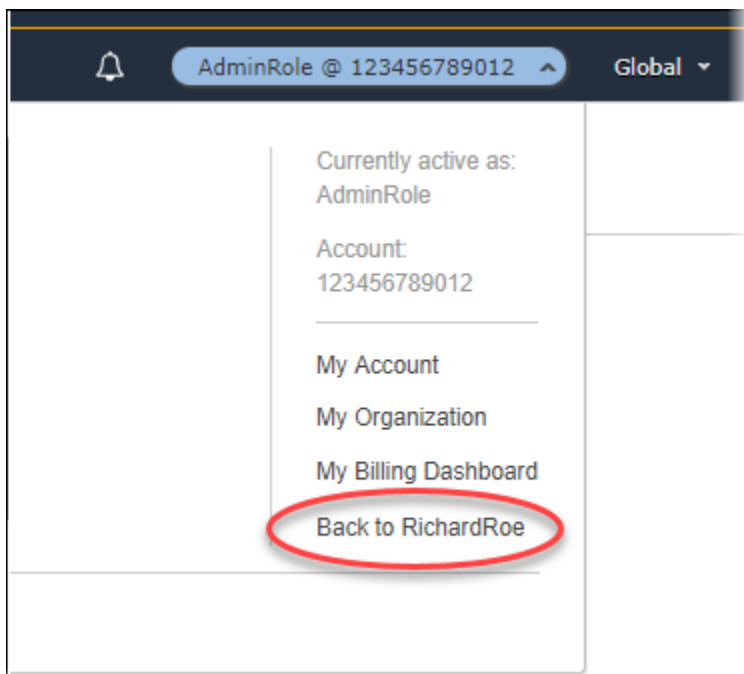 AdminRole @ 123456789012
Global
Currently active as:
AdminRole
Account:
123456789012
My Account
My Organization
My Billing Dashboard
Back to RichardRoe